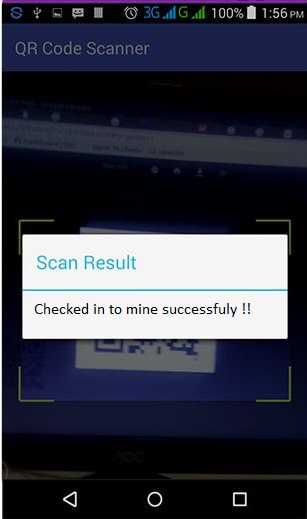 3G G 100% 1:56 PM
QR Code Scanner
Scan Result
Checked in to mine successfuly !!